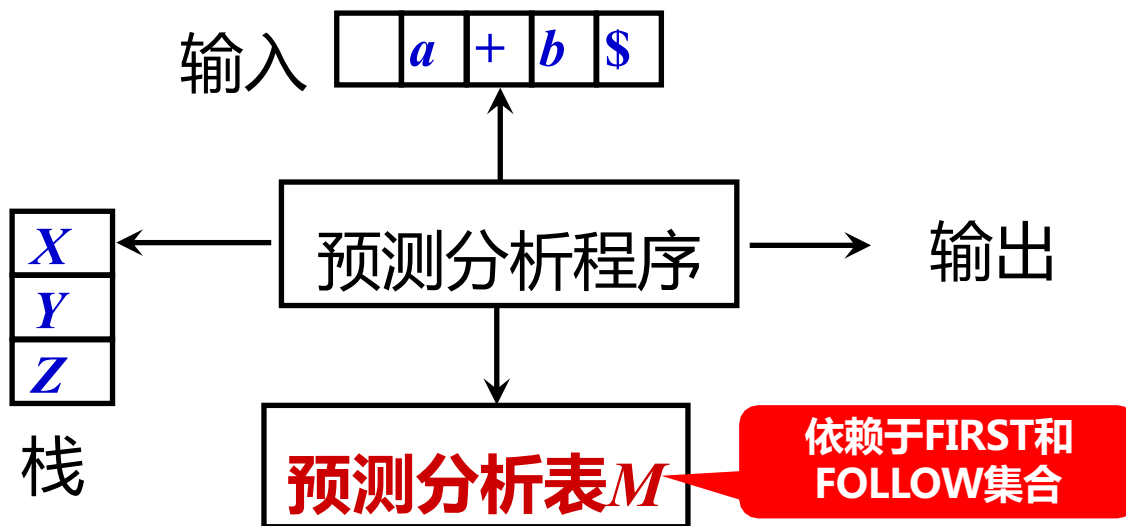 输入
a + b $
预测分析程序
输出
X
Y
Z
栈
预测分析表M
依赖于FIRST和
FOLLOW集合